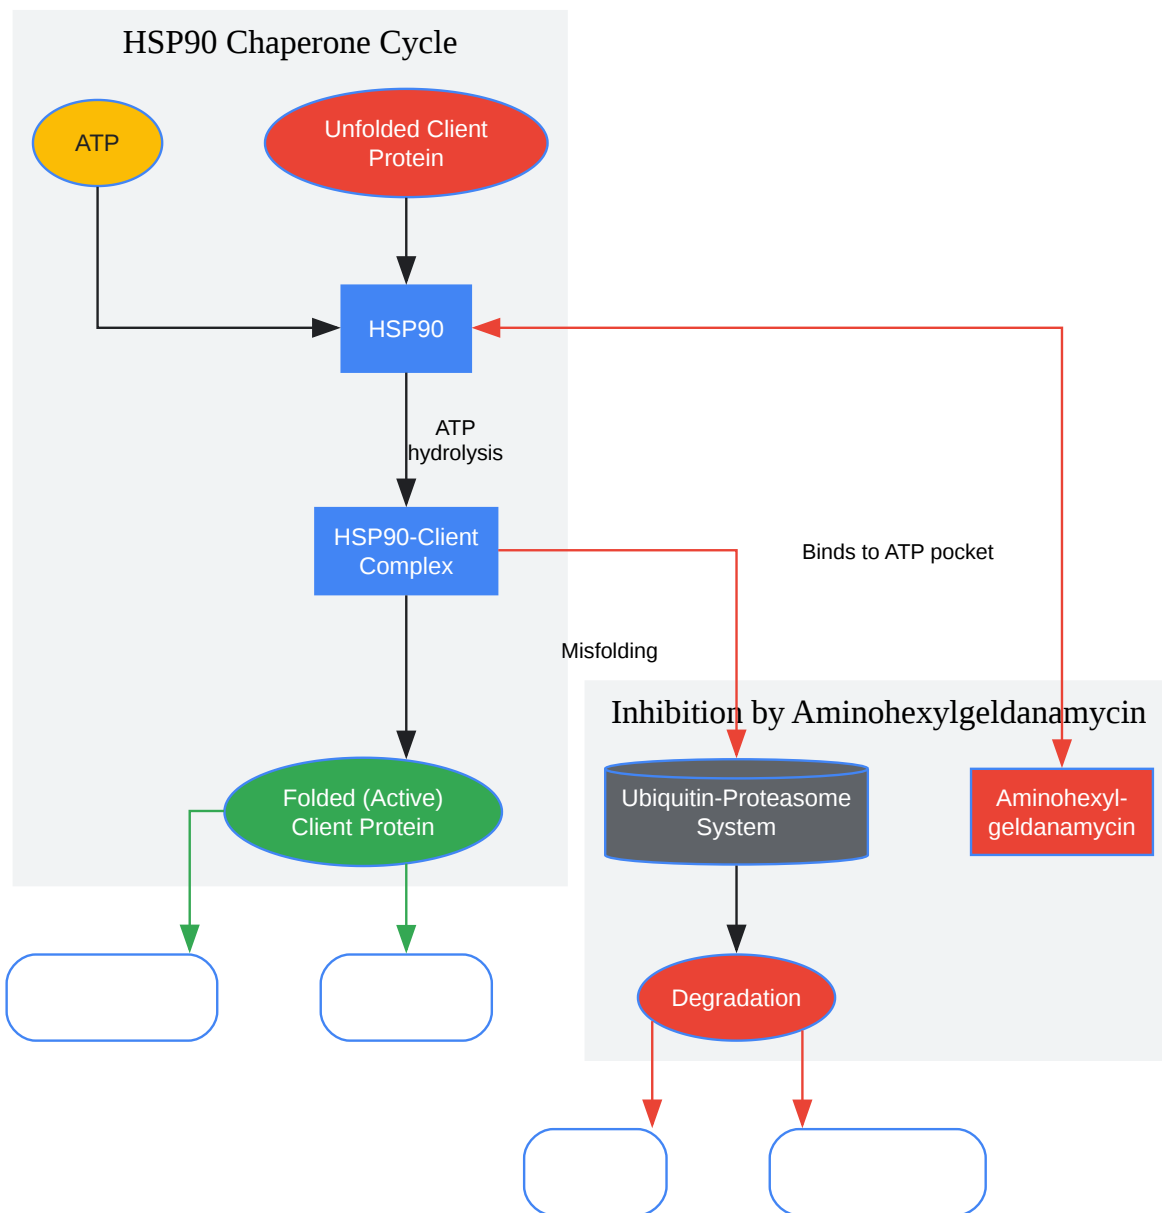 HSP90 Chaperone Cycle
ATP
Unfolded Client
Protein
HSP90
ATP
hydrolysis
HSP90-Client
Complex
Binds to ATP pocket
Misfolding
Inhibition by Aminohexylgeldanamycin
Folded (Active)
Client Protein
Ubiquitin-Proteasome
System
Aminohexyl-
geldanamycin
Degradation